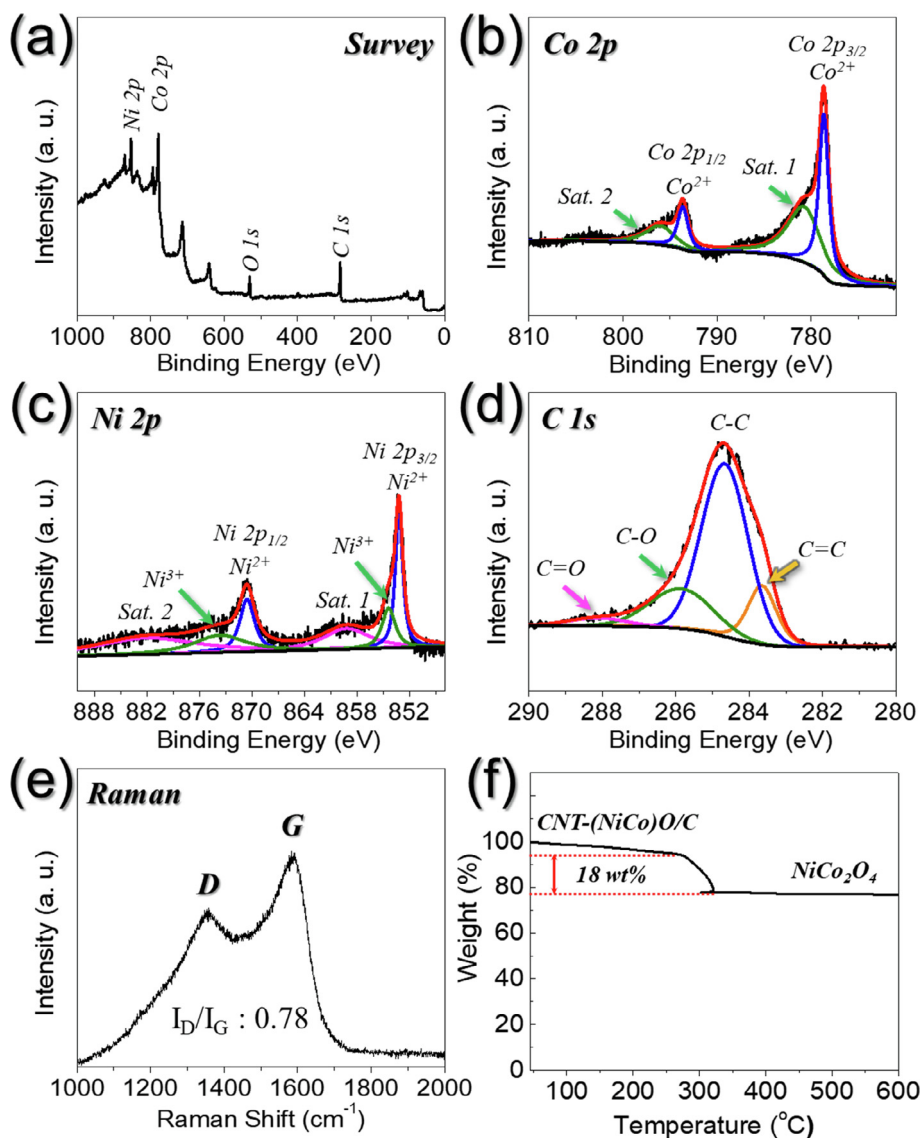 (a)
Survey
Ni 2p
Co 2p
O 1s
C 1s
Intensity (a. u.)
1000 800 600 400 200 0
Binding Energy (eV)
(b)
Co 2p
Co 2p3/2
Co2+
Co 2p1/2
Co2+
Sat. 1
Sat. 2
Intensity (a. u.)
810 800 790 780
Binding Energy (eV)
(c)
Ni 2p
Ni 2p3/2
Ni2+
Ni 2p1/2
Ni2+
Ni3+
Ni3+
Sat. 2
Sat. 1
Intensity (a. u.)
888 882 876 870 864 858 852
Binding Energy (eV)
(d)
C 1s
C-C
C-O
C=O
C=C
Intensity (a. u.)
290 288 286 284 282 280
Binding Energy (eV)
(e)
Raman
G
D
ID/IG : 0.78
Intensity (a. u.)
1000 1200 1400 1600 1800 2000
Raman Shift (cm-1)
(f)
CNT-(NiCo)O/C
18 wt%
NiCo2O4
Weight (%)
120
100
80
60
40
20
0
100 200 300 400 500 600
Temperature (°C)